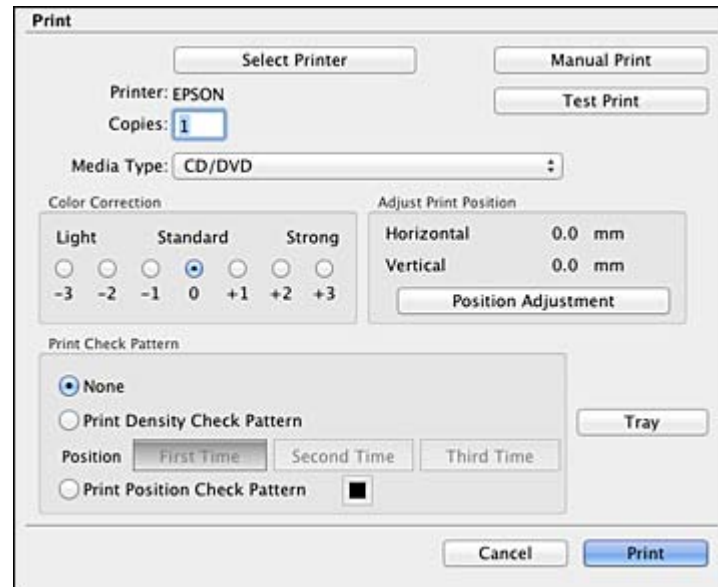 Print
Select Printer
Manual Print
Printer: EPSON
Test Print
Copies: 1
Media Type: CD/DVD
Color Correction
Light Standard Strong
-3 -2 -1 0 +1 +2 +3
Adjust Print Position
Horizontal 0.0 mm
Vertical 0.0 mm
Position Adjustment
Print Check Pattern
None
Print Density Check Pattern
Position First Time Second Time Third Time
Print Position Check Pattern
Tray
Cancel Print